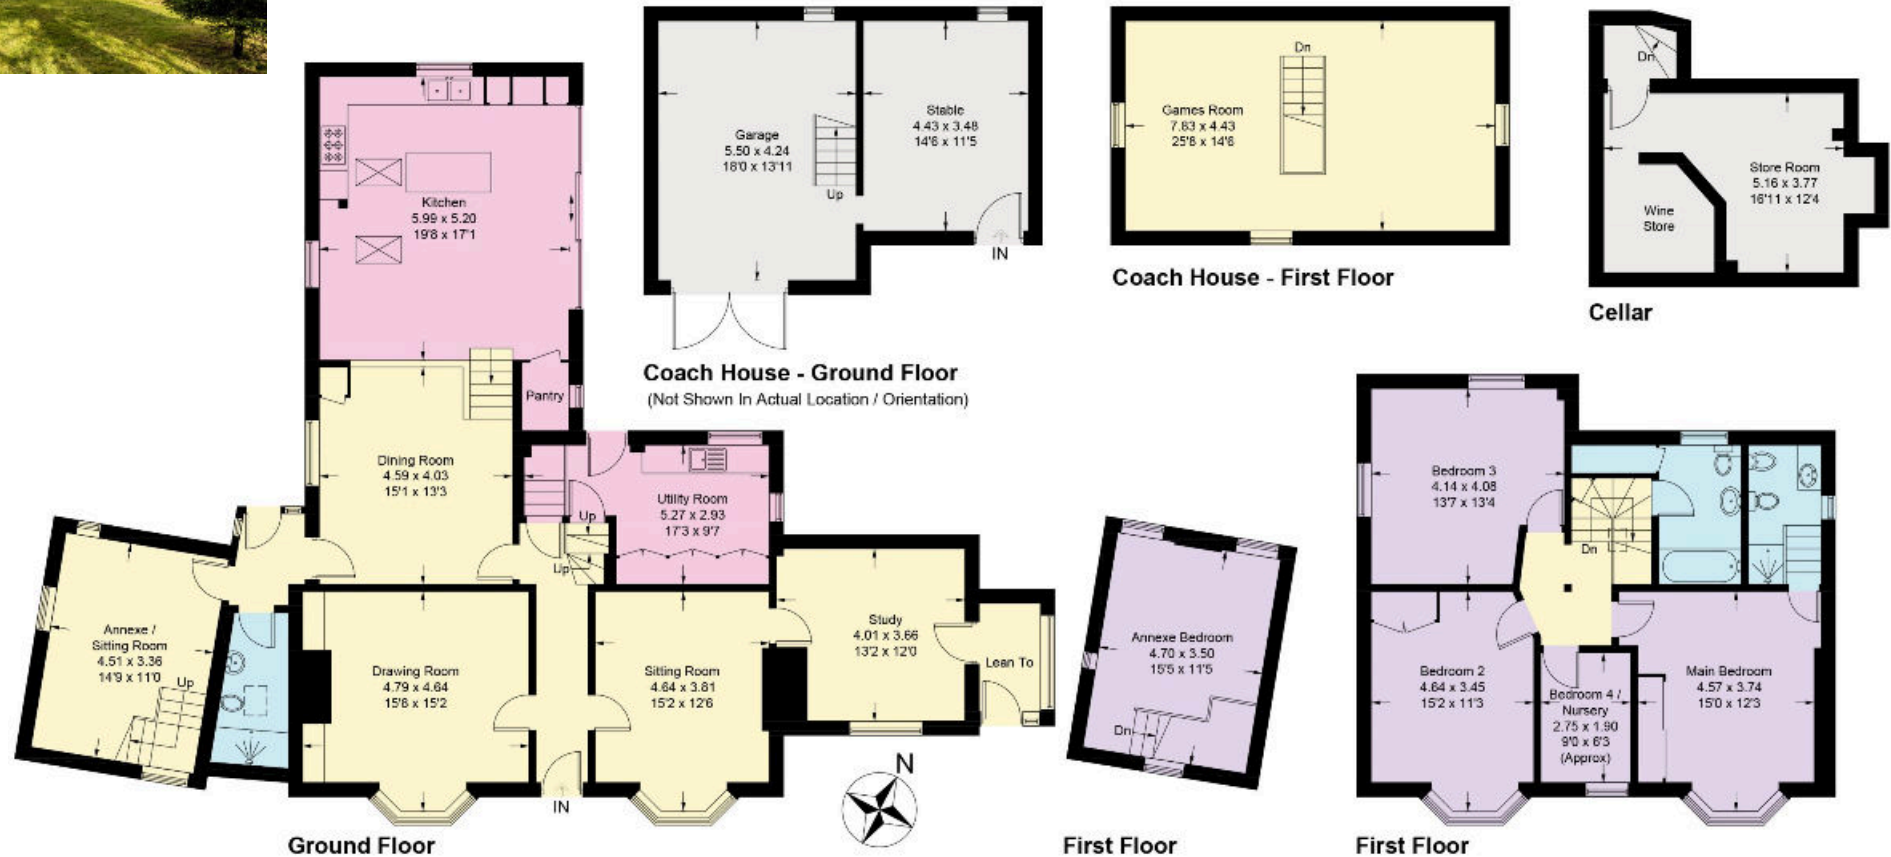 Garage
5.50 x 4.24
18'0 x 13'11
Up
Stable
4.43 x 3.48
14'6 x 11'5
IN
Coach House - Ground Floor
(Not Shown In Actual Location / Orientation)
Dn
Games Room
7.83 x 4.43
25'8 x 14'6
Coach House - First Floor
Dn
Store Room
5.16 x 3.77
16'11 x 12'4
Wine
Store
Cellar
Kitchen
5.99 x 5.20
19'8 x 17'1
Pantry
Dining Room
4.59 x 4.03
15'1 x 13'3
Utility Room
5.27 x 2.93
17'3 x 9'7
Up
Up
Annexe /
Sitting Room
4.51 x 3.36
14'9 x 11'0
Up
Drawing Room
4.79 x 4.64
15'8 x 15'2
Sitting Room
4.64 x 3.81
15'2 x 12'6
Study
4.01 x 3.66
13'2 x 12'0
Lean To
IN
N
Ground Floor
Annexe Bedroom
4.70 x 3.50
15'5 x 11'5
Dn
First Floor
Bedroom 3
4.14 x 4.08
13'7 x 13'4
Dn
Bedroom 2
4.64 x 3.45
15'2 x 11'3
Bedroom 4 /
Nursery
2.75 x 1.90
9'0 x 6'3
(Approx)
Main Bedroom
4.57 x 3.74
15'0 x 12'3
First Floor